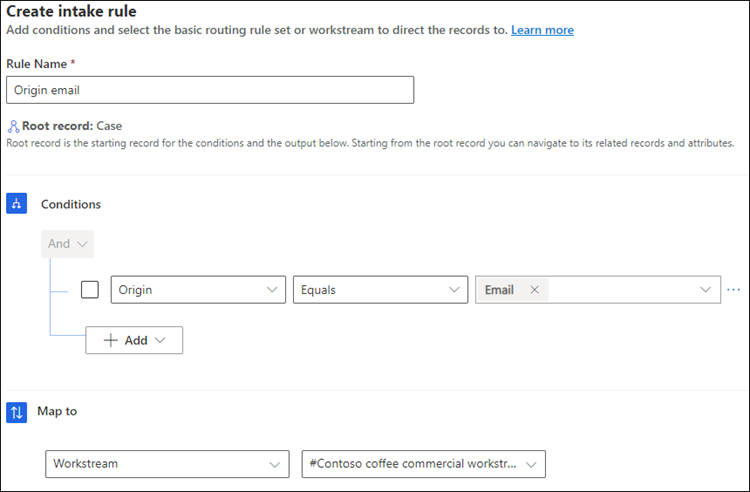 Create intake rule
Add conditions and select the basic routing rule set or workstream to direct the records to. Learn more
Rule Name *
Origin email
Root record: Case
Root record is the starting record for the conditions and the output below. Starting from the root record you can navigate to its related records and attributes.
Conditions
And
Origin Equals Email
Add
Map to
Workstream #Contoso coffee commercial workstr...